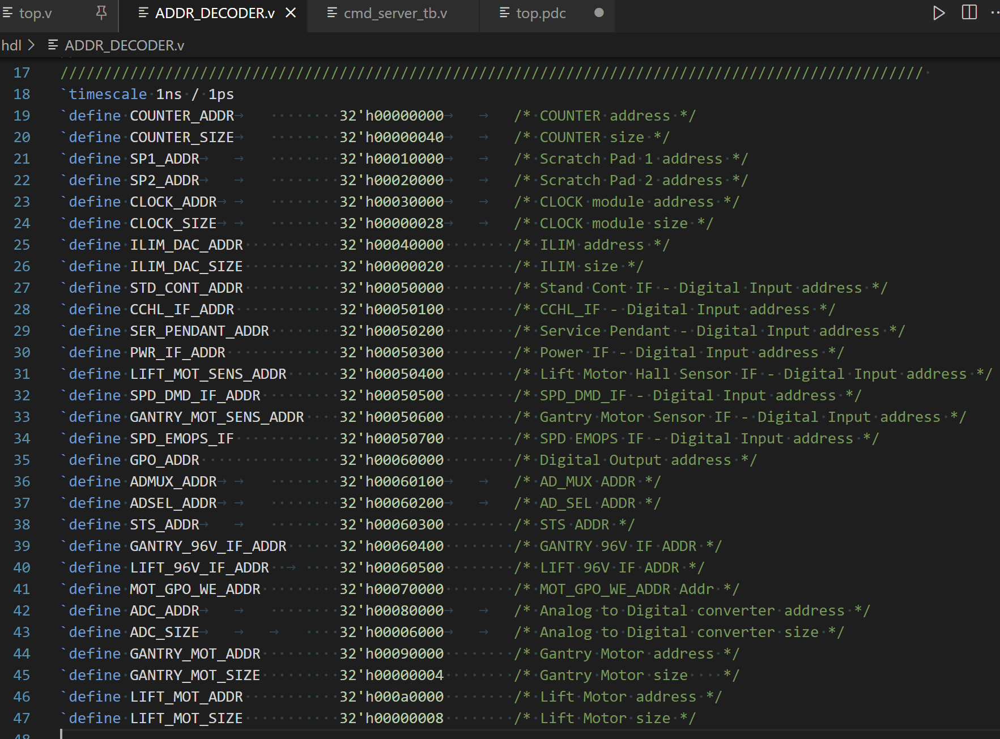 top.v ADDR_DECODER.v cmd_server_tb.v top.pdc
hdl > ADDR_DECODER.v
17 ///////////////////////////////////////////////////////////////////////////////////////////////////
18 `timescale 1ns / 1ps
19 `define COUNTER_ADDR 32'h00000000 /* COUNTER address */
20 `define COUNTER_SIZE 32'h00000040 /* COUNTER size */
21 `define SP1_ADDR 32'h00010000 /* Scratch Pad 1 address */
22 `define SP2_ADDR 32'h00020000 /* Scratch Pad 2 address */
23 `define CLOCK_ADDR 32'h00030000 /* CLOCK module address */
24 `define CLOCK_SIZE 32'h00000028 /* CLOCK module size */
25 `define ILIM_DAC_ADDR 32'h00040000 /* ILIM address */
26 `define ILIM_DAC_SIZE 32'h00000020 /* ILIM size */
27 `define STD_CONT_ADDR 32'h00050000 /* Stand Cont IF - Digital Input address */
28 `define CCHL_IF_ADDR 32'h00050100 /* CCHL_IF - Digital Input address */
29 `define SER_PENDANT_ADDR 32'h00050200 /* Service Pendant - Digital Input address */
30 `define PWR_IF_ADDR 32'h00050300 /* Power IF - Digital Input address */
31 `define LIFT_MOT_SENS_ADDR 32'h00050400 /* Lift Motor Hall Sensor IF - Digital Input address */
32 `define SPD_DMD_IF_ADDR 32'h00050500 /* SPD_DMD_IF - Digital Input address */
33 `define GANTRY_MOT_SENS_ADDR 32'h00050600 /* Gantry Motor Sensor IF - Digital Input address */
34 `define SPD_EMOPS_IF 32'h00050700 /* SPD EMOPS IF - Digital Input address */
35 `define GPO_ADDR 32'h00060000 /* Digital Output address */
36 `define ADMUX_ADDR 32'h00060100 /* AD_MUX ADDR */
37 `define ADSEL_ADDR 32'h00060200 /* AD_SEL ADDR */
38 `define STS_ADDR 32'h00060300 /* STS ADDR */
39 `define GANTRY_96V_IF_ADDR 32'h00060400 /* GANTRY 96V IF ADDR */
40 `define LIFT_96V_IF_ADDR 32'h00060500 /* LIFT 96V IF ADDR */
41 `define MOT_GPO_WE_ADDR 32'h00070000 /* MOT_GPO_WE_ADDR Addr */
42 `define ADC_ADDR 32'h00080000 /* Analog to Digital converter address */
43 `define ADC_SIZE 32'h00006000 /* Analog to Digital converter size */
44 `define GANTRY_MOT_ADDR 32'h00090000 /* Gantry Motor address */
45 `define GANTRY_MOT_SIZE 32'h00000004 /* Gantry Motor size */
46 `define LIFT_MOT_ADDR 32'h000a0000 /* Lift Motor address */
47 `define LIFT_MOT_SIZE 32'h00000008 /* Lift Motor size */
48